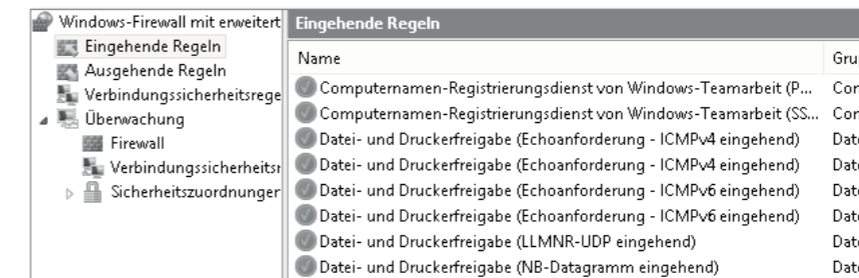 Windows-Firewall mit erweitert
Eingehende Regeln
Ausgehende Regeln
Verbindungssicherheitsrege
Überwachung
Firewall
Verbindungssicherheitsr
Sicherheitszuordnunger
Eingehende Regeln
Name Gru
Computernamen-Registrierungsdienst von Windows-Teamarbeit (P... Con
Computernamen-Registrierungsdienst von Windows-Teamarbeit (SS... Con
Datei- und Druckerfreigabe (Echoanforderung - ICMPv4 eingehend) Date
Datei- und Druckerfreigabe (Echoanforderung - ICMPv4 eingehend) Date
Datei- und Druckerfreigabe (Echoanforderung - ICMPv6 eingehend) Date
Datei- und Druckerfreigabe (Echoanforderung - ICMPv6 eingehend) Date
Datei- und Druckerfreigabe (LLMNR-UDP eingehend) Date
Datei- und Druckerfreigabe (NB-Datagramm eingehend) Date